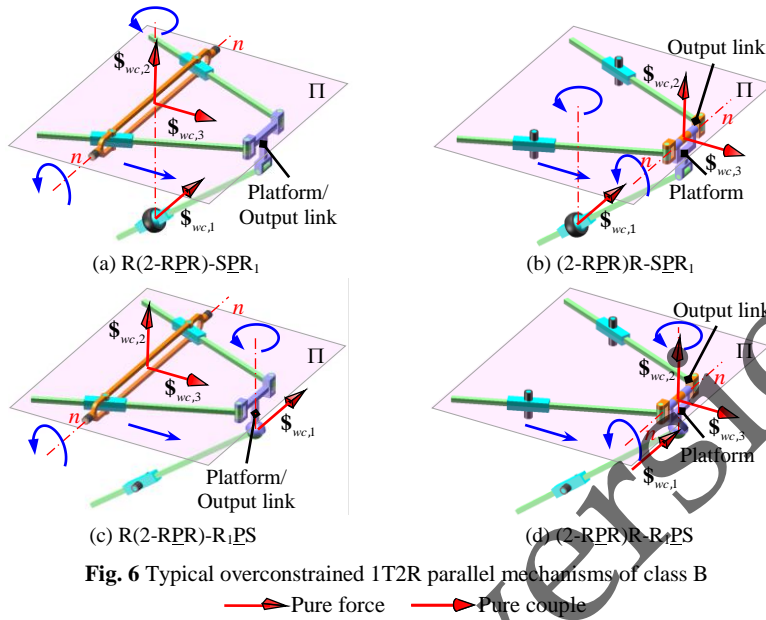 n
$wc,2
Π
$wc,3
n
Platform/
Output link
$wc,1
(a) R(2-RPR)-SPR1
Output link
$wc,2
n
Π
$wc,3
n
Platform
$wc,1
(b) (2-RPR)R-SPR1
n
$wc,2
Π
$wc,3
n
$wc,1
Platform/
Output link
(c) R(2-RPR)-R1PS
Output link
$wc,2
Π
n
$wc,3
n
Platform
$wc,1
(d) (2-RPR)R-R1PS
Fig. 6 Typical overconstrained 1T2R parallel mechanisms of class B
Pure force Pure couple